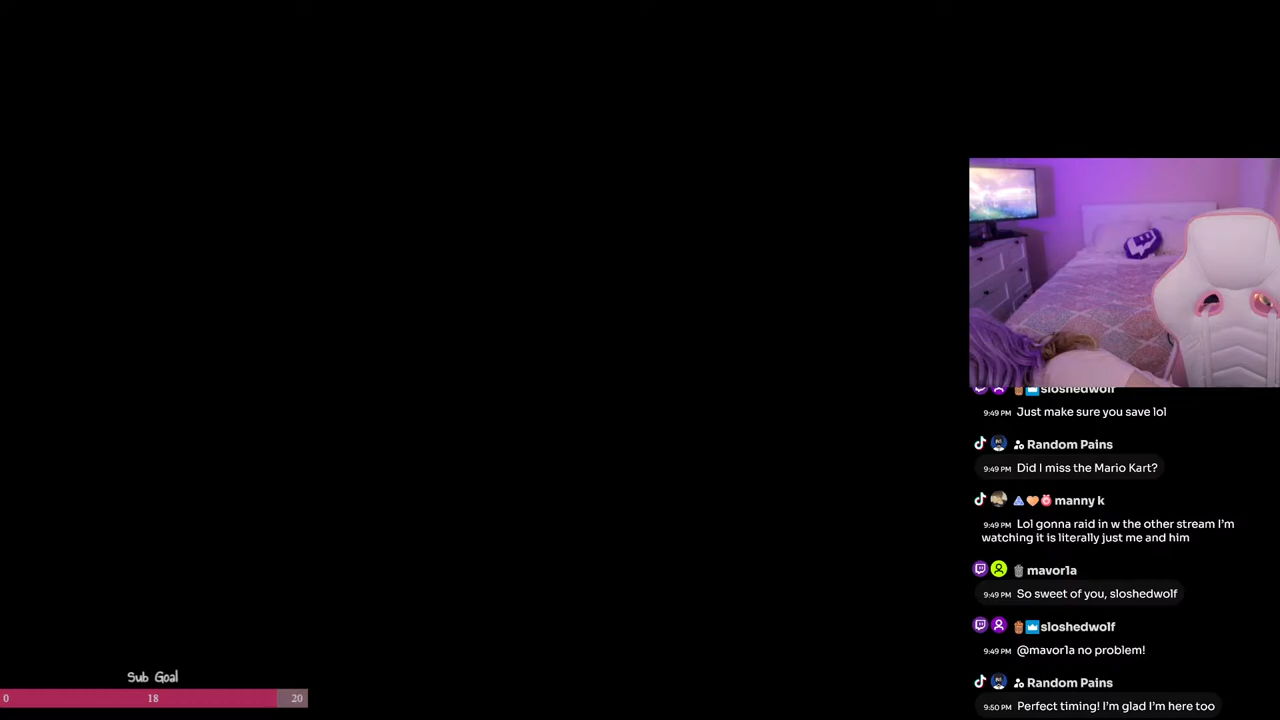 sloshedwolf
9:49 PM Just make sure you save lol
Random Pains
9:49 PM Did I miss the Mario Kart?
manny k
9:49 PM Lol gonna raid in w the other stream I'm
watching it is literally just me and him
mavor1a
9:49 PM So sweet of you, sloshedwolf
sloshedwolf
9:49 PM @mavor1a no problem!
Random Pains
9:50 PM Perfect timing! I'm glad I'm here too
Sub Goal
0 18 20